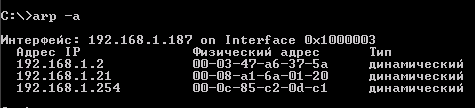 C:\>arp -a
Интерфейс: 192.168.1.187 on Interface 0x1000003
Адрес IP Физический адрес Тип
192.168.1.2 00-03-47-a6-37-5a динамический
192.168.1.21 00-08-a1-6a-01-20 динамический
192.168.1.254 00-0c-85-c2-0d-c1 динамический